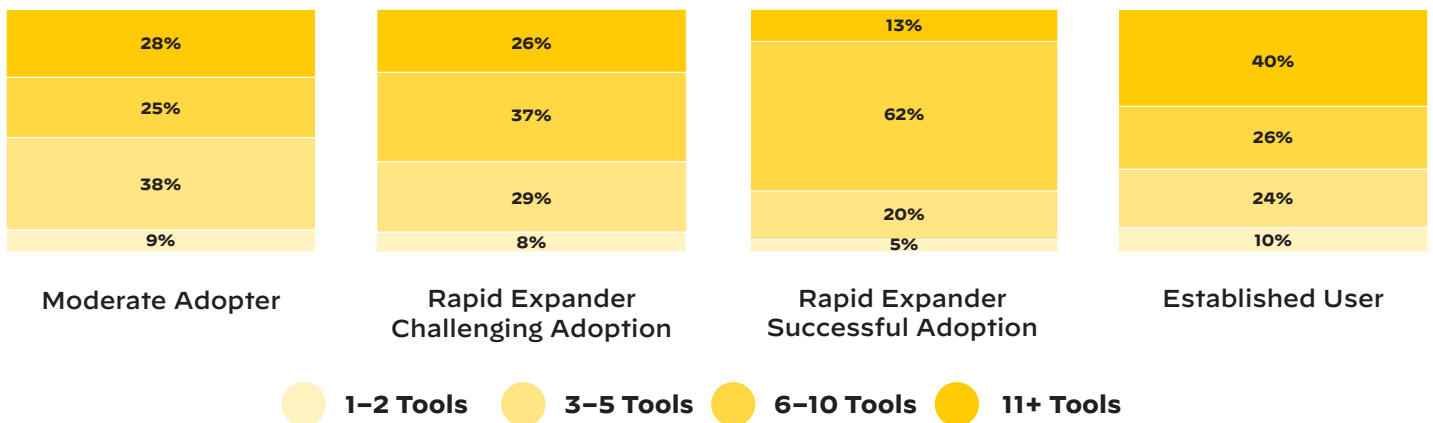 28%
25%
38%
9%
Moderate Adopter
26%
37%
29%
8%
Rapid Expander
Challenging Adoption
13%
62%
20%
5%
Rapid Expander
Successful Adoption
40%
26%
24%
10%
Established User
1–2 Tools
3–5 Tools
6–10 Tools
11+ Tools